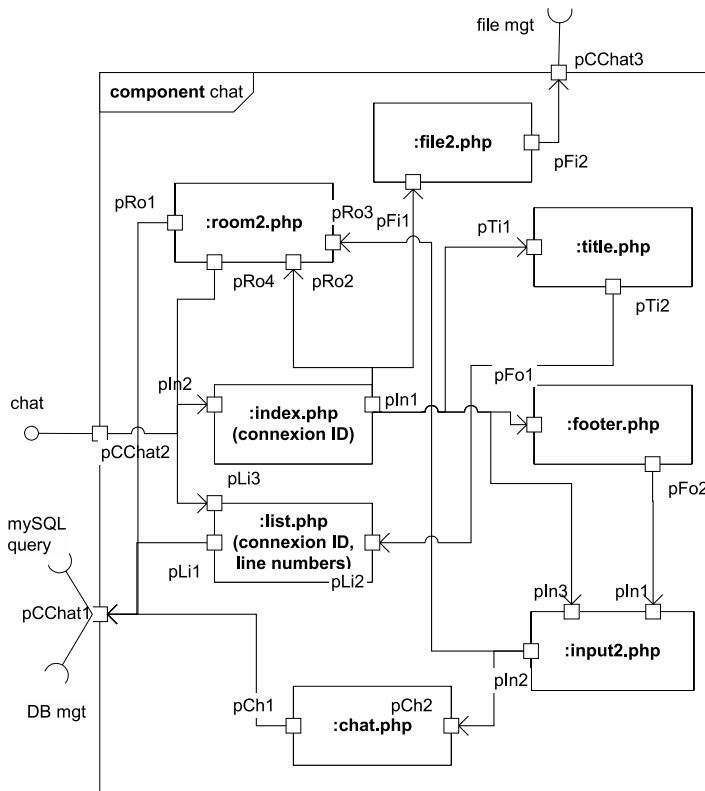 file mgt
pCChat3
component chat
:file2.php
pFi2
pRo1
:room2.php
pRo3
pFi1
pTi1
:title.php
pRo4
pRo2
pTi2
pIn2
pFo1
chat
:index.php
(connexion ID)
pIn1
:footer.php
pCChat2
pLi3
pFo2
mySQL
query
:list.php
(connexion ID,
line numbers)
pLi1
pLi2
pCChat1
pIn3
pIn1
:input2.php
pIn2
DB mgt
pCh1
pCh2
:chat.php